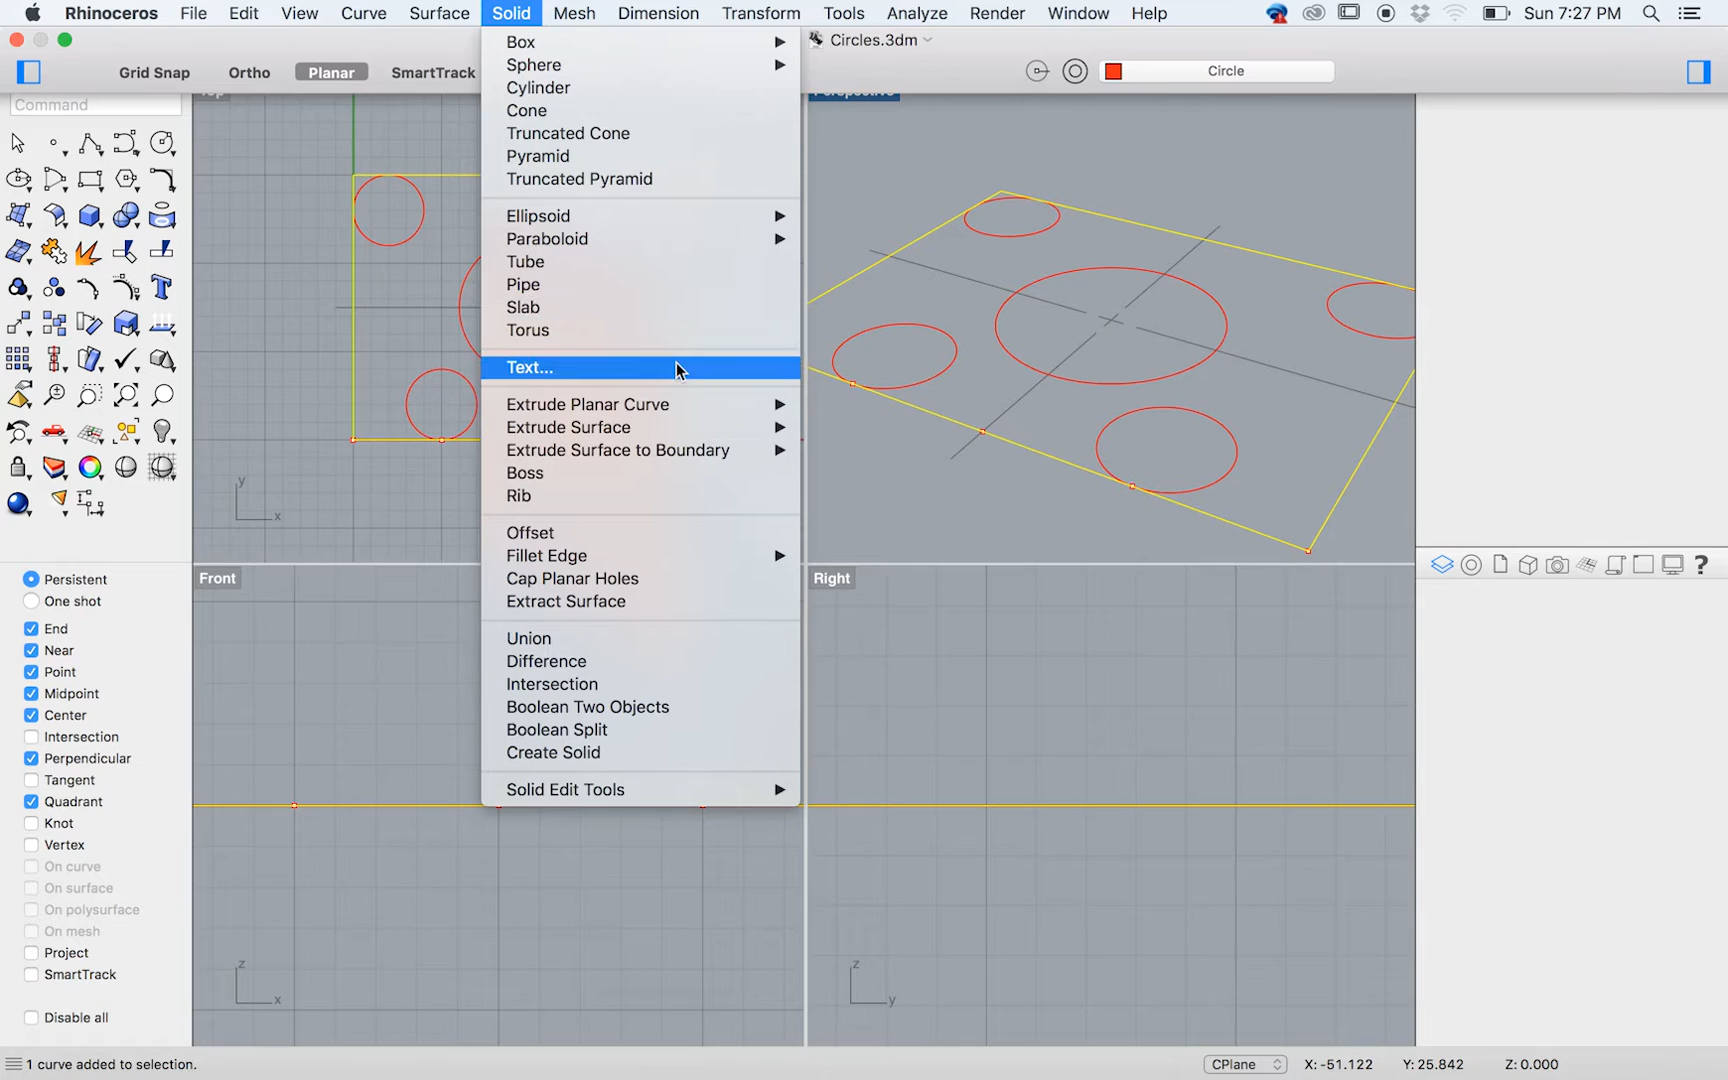 Rhinoceros File Edit View Curve Surface Solid Mesh Dimension Transform Tools Analyze Render Window Help Sun 7:27 PM
Circles.3dm
Grid Snap Ortho Planar SmartTrack Circle
Command
Top
Perspective
Box
Sphere
Cylinder
Cone
Truncated Cone
Pyramid
Truncated Pyramid
Ellipsoid
Paraboloid
Tube
Pipe
Slab
Torus
Text...
Extrude Planar Curve
Extrude Surface
Extrude Surface to Boundary
Boss
Rib
Offset
Fillet Edge
Cap Planar Holes
Extract Surface
Union
Difference
Intersection
Boolean Two Objects
Boolean Split
Create Solid
Solid Edit Tools
y
x
Front
Right
z
x
z
y
Persistent
One shot
End
Near
Point
Midpoint
Center
Intersection
Perpendicular
Tangent
Quadrant
Knot
Vertex
On curve
On surface
On polysurface
On mesh
Project
SmartTrack
Disable all
1 curve added to selection. CPlane X: -51.122 Y: 25.842 Z: 0.000